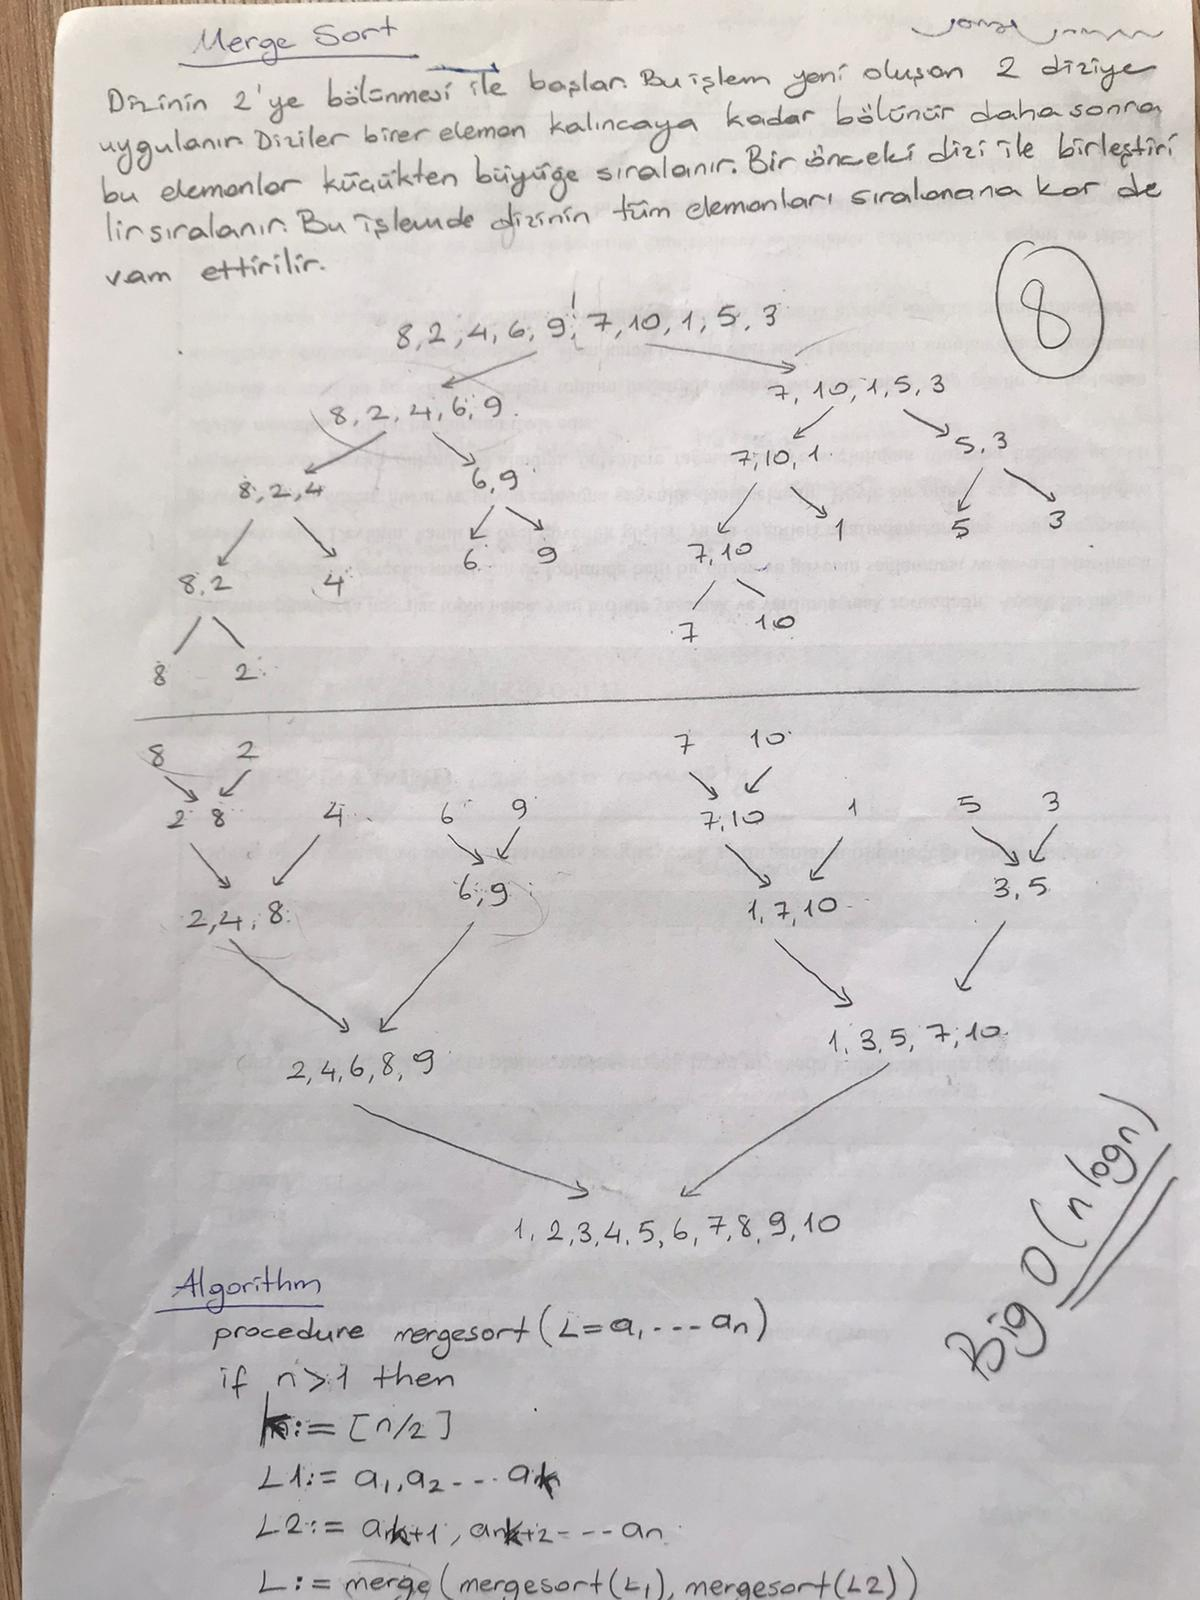 Merge Sort
Dizinin 2'ye bölünmesi ile başlar. Bu işlem yeni oluşan 2 diziye
uygulanır. Diziler birer eleman kalıncaya kadar bölünür daha sonra
bu elemanlar küçükten büyüğe sıralanır. Bir önceki dizi ile birleştiri
lir sıralanır. Bu işlemde dizinin tüm elemanları sıralanana kar de
vam ettirilir.
8
8, 2, 4, 6, 9, 7, 10, 1, 5, 3
8, 2, 4, 6, 9 7, 10, 1, 5, 3
8, 2, 4 6, 9 7, 10, 1 5, 3
8, 2 4 6 9 7, 10 1 5 3
8 2 7 10
8 2 7 10
2 8 4 6 9 7, 10 1 5 3
2, 4, 8 6, 9 1, 7, 10 3, 5
2, 4, 6, 8, 9 1, 3, 5, 7, 10
1, 2, 3, 4, 5, 6, 7, 8, 9, 10
Big O(n logn)
Algorithm
procedure mergesort (L=a1, --- an)
if n>1 then
k:= [n/2]
L1:= a1, a2 --- ak
L2:= ak+1, ak+2 --- an
L:= merge (mergesort(L1), mergesort(L2))